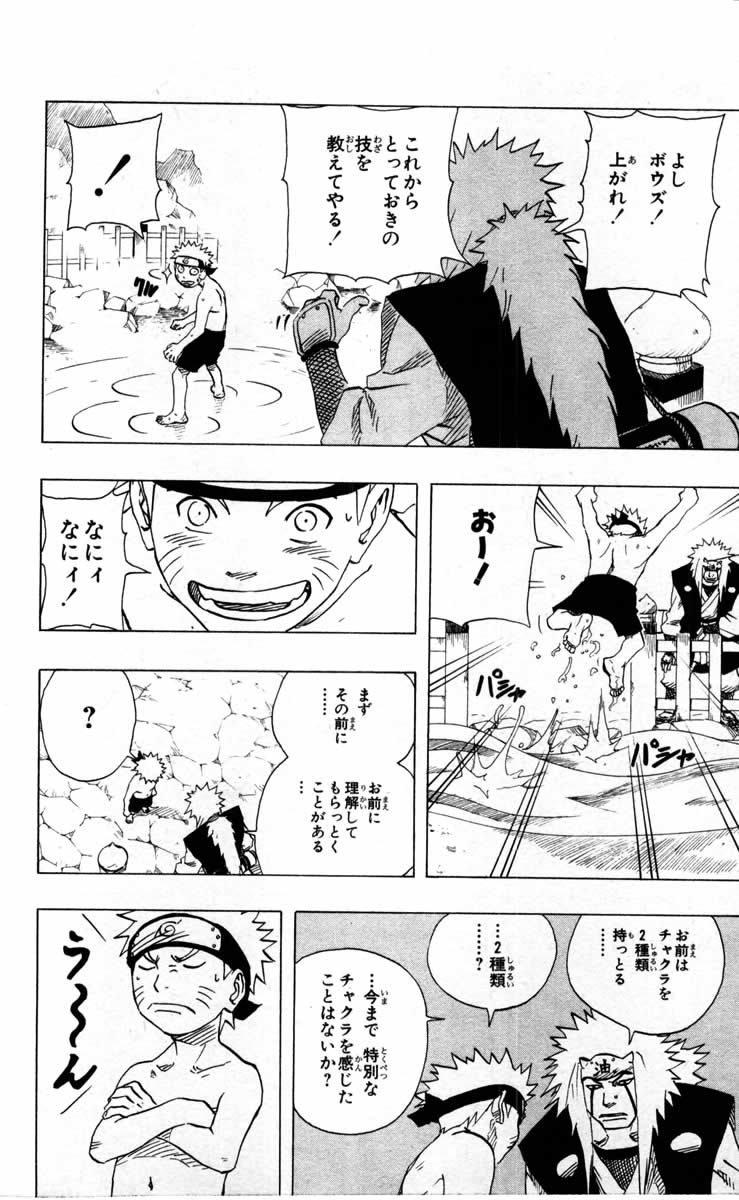 よし
ボウズ！
上がれ！
これから
とっておきの
技を
教えてやる！
！
クル
おー！
パシャ
パシャ
なにィ
なにィ！
まず
その前に
……
お前に
理解して
もらっとく
ことがある
…
？
お前は
チャクラを
2種類
持っとる
……
……2種類
……？
…今まで特別な
チャクラを感じた
ことはないか？
油
う～～ん